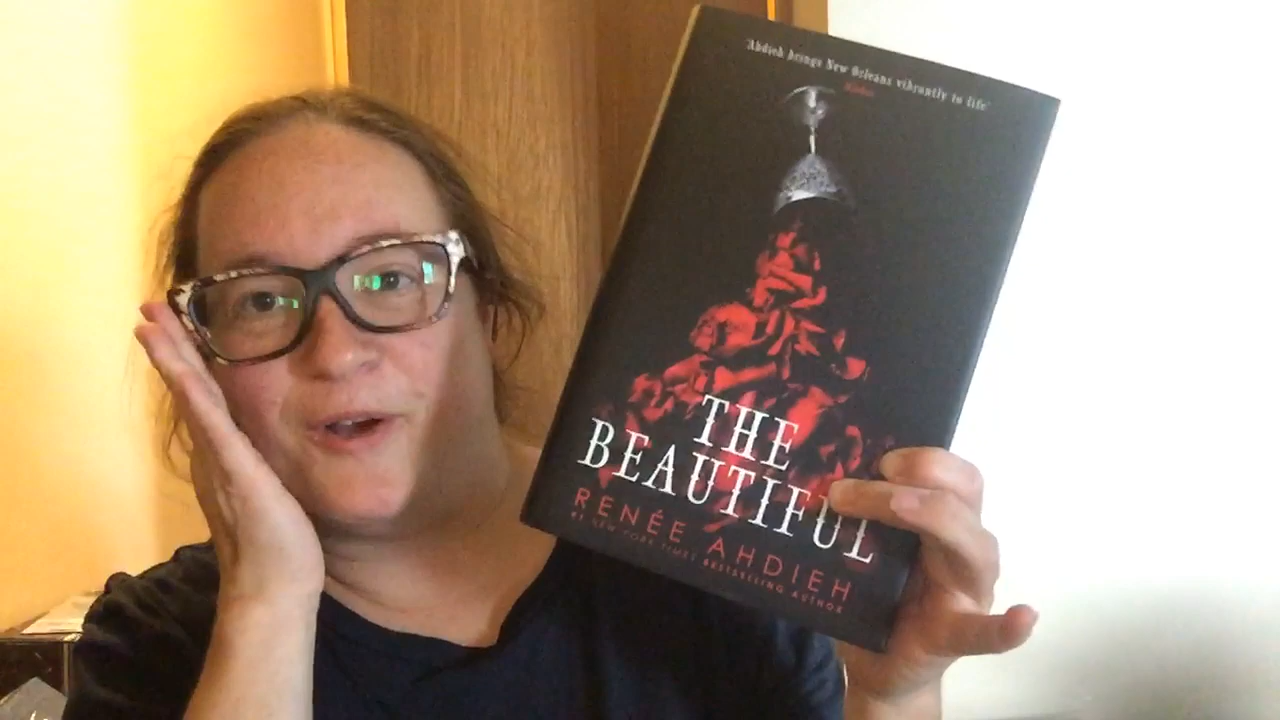 'Ahdieh brings New Orleans vibrantly to life'
THE
BEAUTIFUL
RENÉE AHDIEH
#1 NEW YORK TIMES BESTSELLING AUTHOR